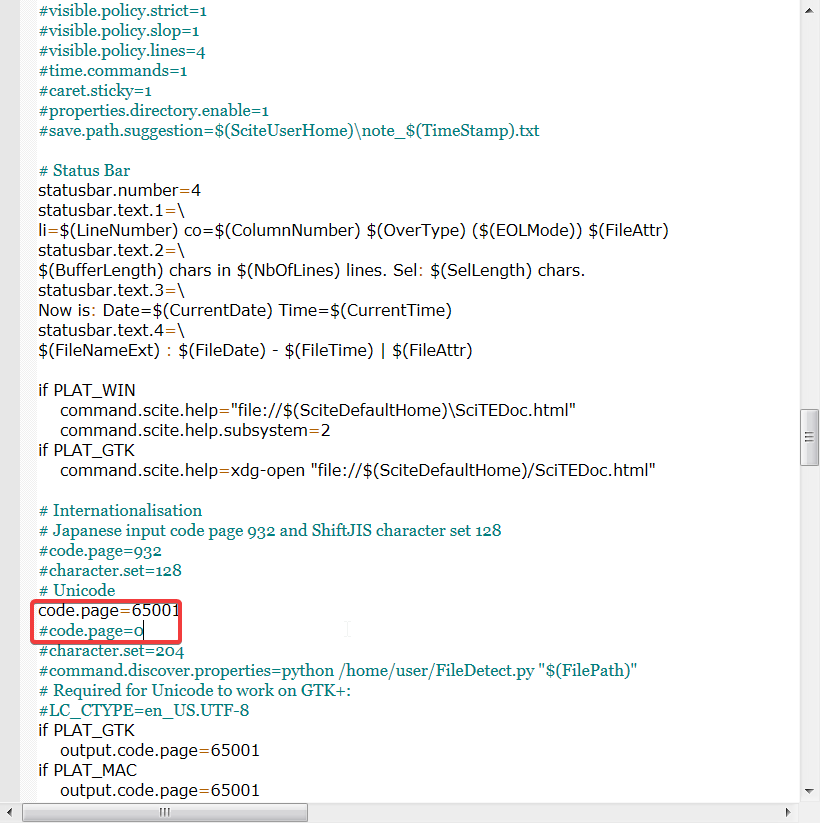 #visible.policy.strict=1
#visible.policy.slop=1
#visible.policy.lines=4
#time.commands=1
#caret.sticky=1
#properties.directory.enable=1
#save.path.suggestion=$(SciteUserHome)\note_$(TimeStamp).txt
# Status Bar
statusbar.number=4
statusbar.text.1=\
li=$(LineNumber) co=$(ColumnNumber) $(OverType) ($(EOLMode)) $(FileAttr)
statusbar.text.2=\
$(BufferLength) chars in $(NbOfLines) lines. Sel: $(SelLength) chars.
statusbar.text.3=\
Now is: Date=$(CurrentDate) Time=$(CurrentTime)
statusbar.text.4=\
$(FileNameExt) : $(FileDate) - $(FileTime) | $(FileAttr)
if PLAT_WIN
command.scite.help="file://$(SciteDefaultHome)\SciTEDoc.html"
command.scite.help.subsystem=2
if PLAT_GTK
command.scite.help=xdg-open "file://$(SciteDefaultHome)/SciTEDoc.html"
# Internationalisation
# Japanese input code page 932 and ShiftJIS character set 128
#code.page=932
#character.set=128
# Unicode
code.page=65001
#code.page=0
#character.set=204
#command.discover.properties=python /home/user/FileDetect.py "$(FilePath)"
# Required for Unicode to work on GTK+:
#LC_CTYPE=en_US.UTF-8
if PLAT_GTK
output.code.page=65001
if PLAT_MAC
output.code.page=65001